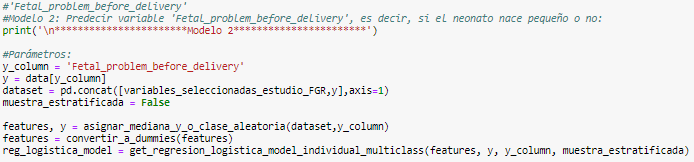 #'Fetal_problem_before_delivery'
#Modelo 2: Predecir variable 'Fetal_problem_before_delivery', es decir, si el neonato nace pequeño o no:
print('\n***********************Modelo 2***********************')
#Parámetros:
y_column = 'Fetal_problem_before_delivery'
y = data[y_column]
dataset = pd.concat([variables_seleccionadas_estudio_FGR,y],axis=1)
muestra_estratificada = False
features, y = asignar_mediana_y_o_clase_aleatoria(dataset,y_column)
features = convertir_a_dummies(features)
reg_logistica_model = get_regresion_logistica_model_individual_multiclass(features, y, y_column, muestra_estratificada)